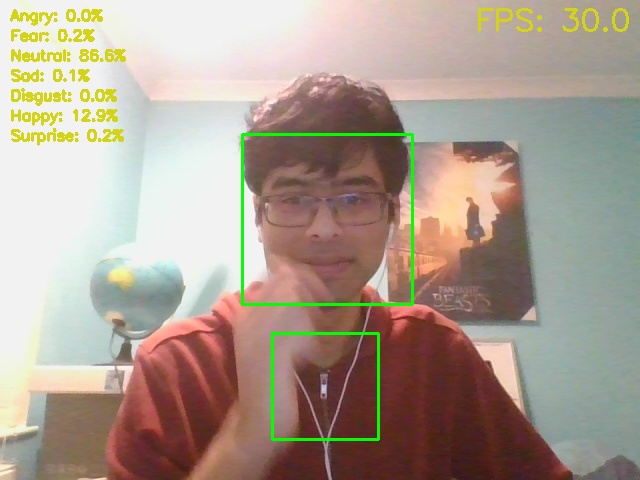 Angry: 0.0%
Fear: 0.2%
Neutral: 86.6%
Sad: 0.1%
Disgust: 0.0%
Happy: 12.9%
Surprise: 0.2%
FPS: 30.0
FANTASTIC
BEASTS